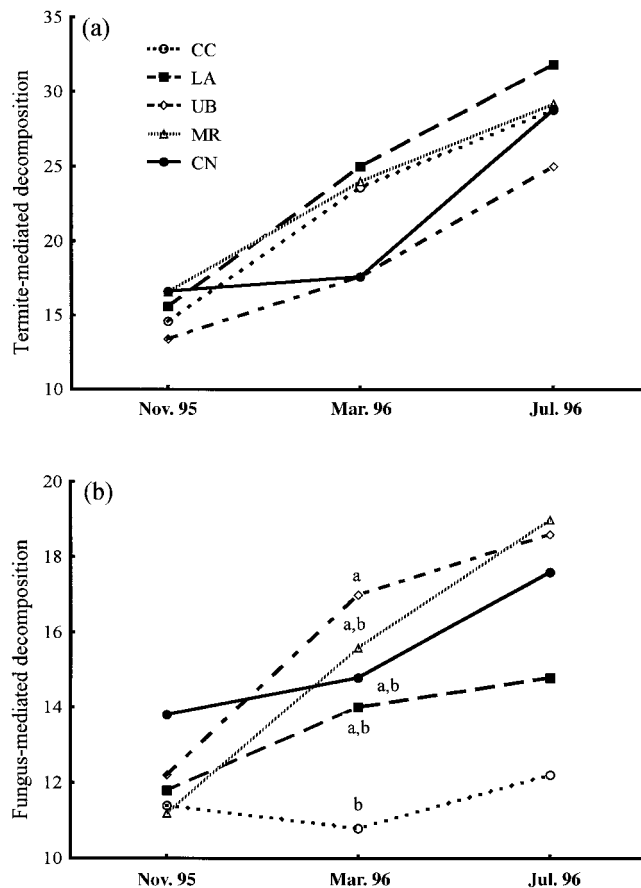 (a)
35
30
25
20
15
10
Termite-mediated decomposition
CC
LA
UB
MR
CN
Nov. 95 Mar. 96 Jul. 96
(b)
20
18
16
14
12
10
Fungus-mediated decomposition
a
a,b
a,b
a,b
b
Nov. 95 Mar. 96 Jul. 96